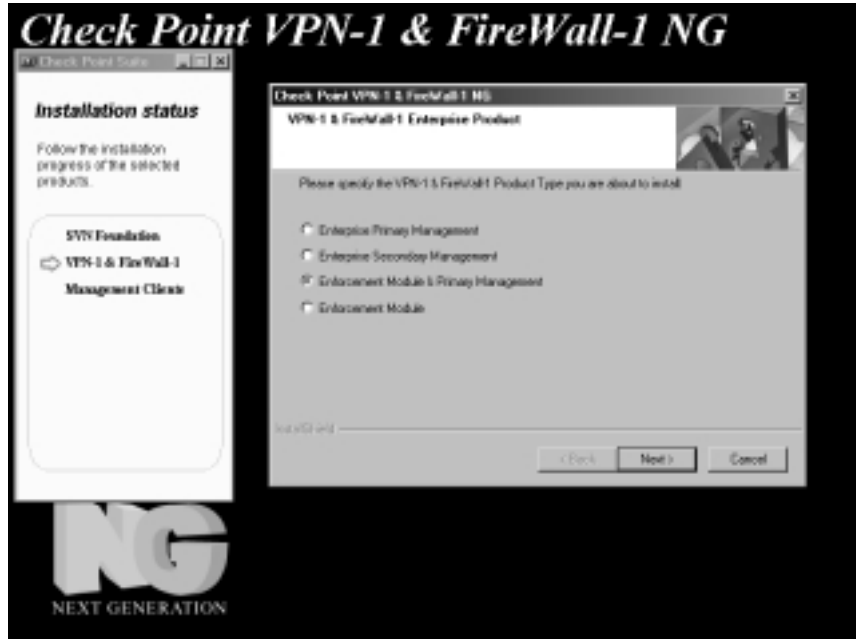 Check Point VPN-1 & FireWall-1 NG
Check Point Suite
Installation status
Follow the installation
progress of the selected
products.
SVN Foundation
VPN-1 & FireWall-1
Management Clients
Check Point VPN-1 & FireWall-1 NG
VPN-1 & FireWall-1 Enterprise Product
Please specify the VPN-1 & FireWall-1 Product Type you are about to install:
Enterprise Primary Management
Enterprise Secondary Management
Enforcement Module & Primary Management
Enforcement Module
InstallShield
< Back
Next >
Cancel
NG
NEXT GENERATION